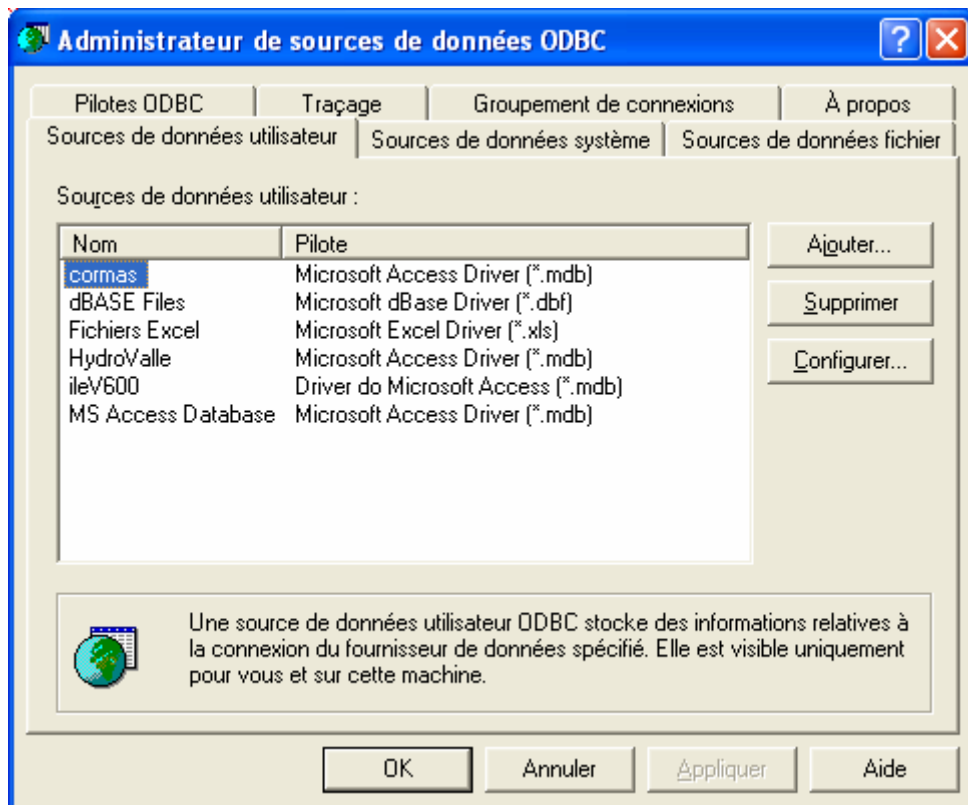 Administrateur de sources de données ODBC
Pilotes ODBC Traçage Groupement de connexions À propos
Sources de données utilisateur Sources de données système Sources de données fichier
Sources de données utilisateur :
Nom Pilote
cormas Microsoft Access Driver (*.mdb)
dBASE Files Microsoft dBase Driver (*.dbf)
Fichiers Excel Microsoft Excel Driver (*.xls)
HydroValle Microsoft Access Driver (*.mdb)
ileV600 Driver do Microsoft Access (*.mdb)
MS Access Database Microsoft Access Driver (*.mdb)
Ajouter...
Supprimer
Configurer...
Une source de données utilisateur ODBC stocke des informations relatives à
la connexion du fournisseur de données spécifié. Elle est visible uniquement
pour vous et sur cette machine.
OK Annuler Appliquer Aide